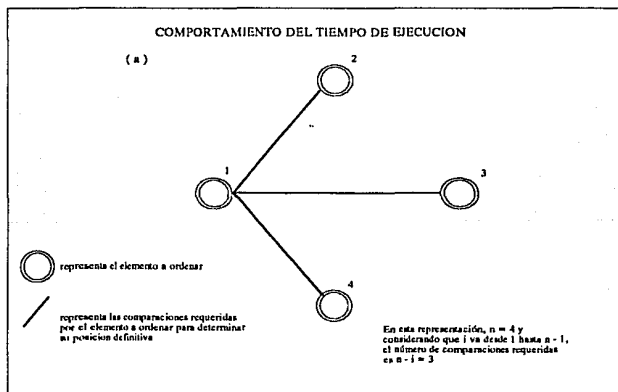 COMPORTAMIENTO DEL TIEMPO DE EJECUCION
( a )
2
1
3
4
representa el elemento a ordenar
representa las comparaciones requeridas
por el elemento a ordenar para determinar
su posicion definitiva
En esta representación, n = 4 y
considerando que i va desde 1 hasta n - 1,
el número de comparaciones requeridas
es n - i = 3